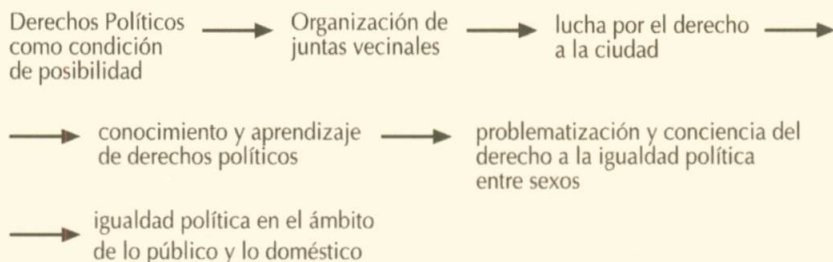 Derechos Políticos
como condición
de posibilidad
Organización de
juntas vecinales
lucha por el derecho
a la ciudad
conocimiento y aprendizaje
de derechos políticos
problematización y conciencia del
derecho a la igualdad política
entre sexos
igualdad política en el ámbito
de lo público y lo doméstico